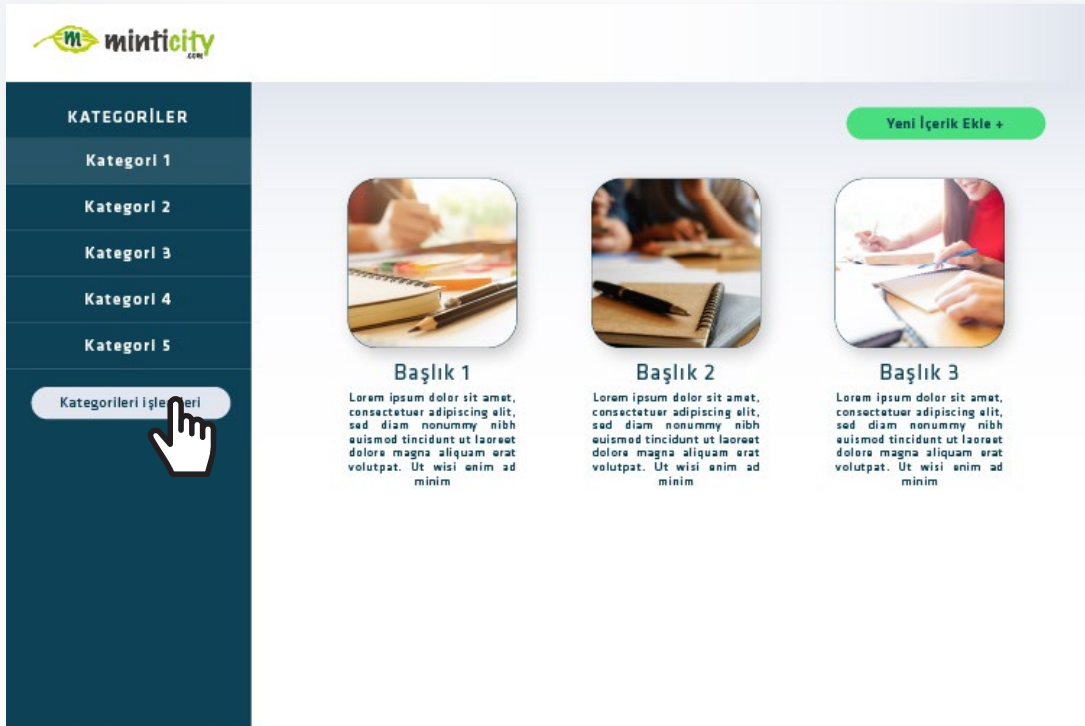 minticity
.com
KATEGORİLER
Kategori 1
Kategori 2
Kategori 3
Kategori 4
Kategori 5
Kategorileri
Yeni İçerik Ekle +
Başlık 1
Lorem ipsum dolor sit amet,
consectetuer adipiscing elit,
sed diam nonummy nibh
euismod tincidunt ut laoreet
dolore magna aliquam erat
volutpat. Ut wisi enim ad
minim
Başlık 2
Lorem ipsum dolor sit amet,
consectetuer adipiscing elit,
sed diam nonummy nibh
euismod tincidunt ut laoreet
dolore magna aliquam erat
volutpat. Ut wisi enim ad
minim
Başlık 3
Lorem ipsum dolor sit amet,
consectetuer adipiscing elit,
sed diam nonummy nibh
euismod tincidunt ut laoreet
dolore magna aliquam erat
volutpat. Ut wisi enim ad
minim